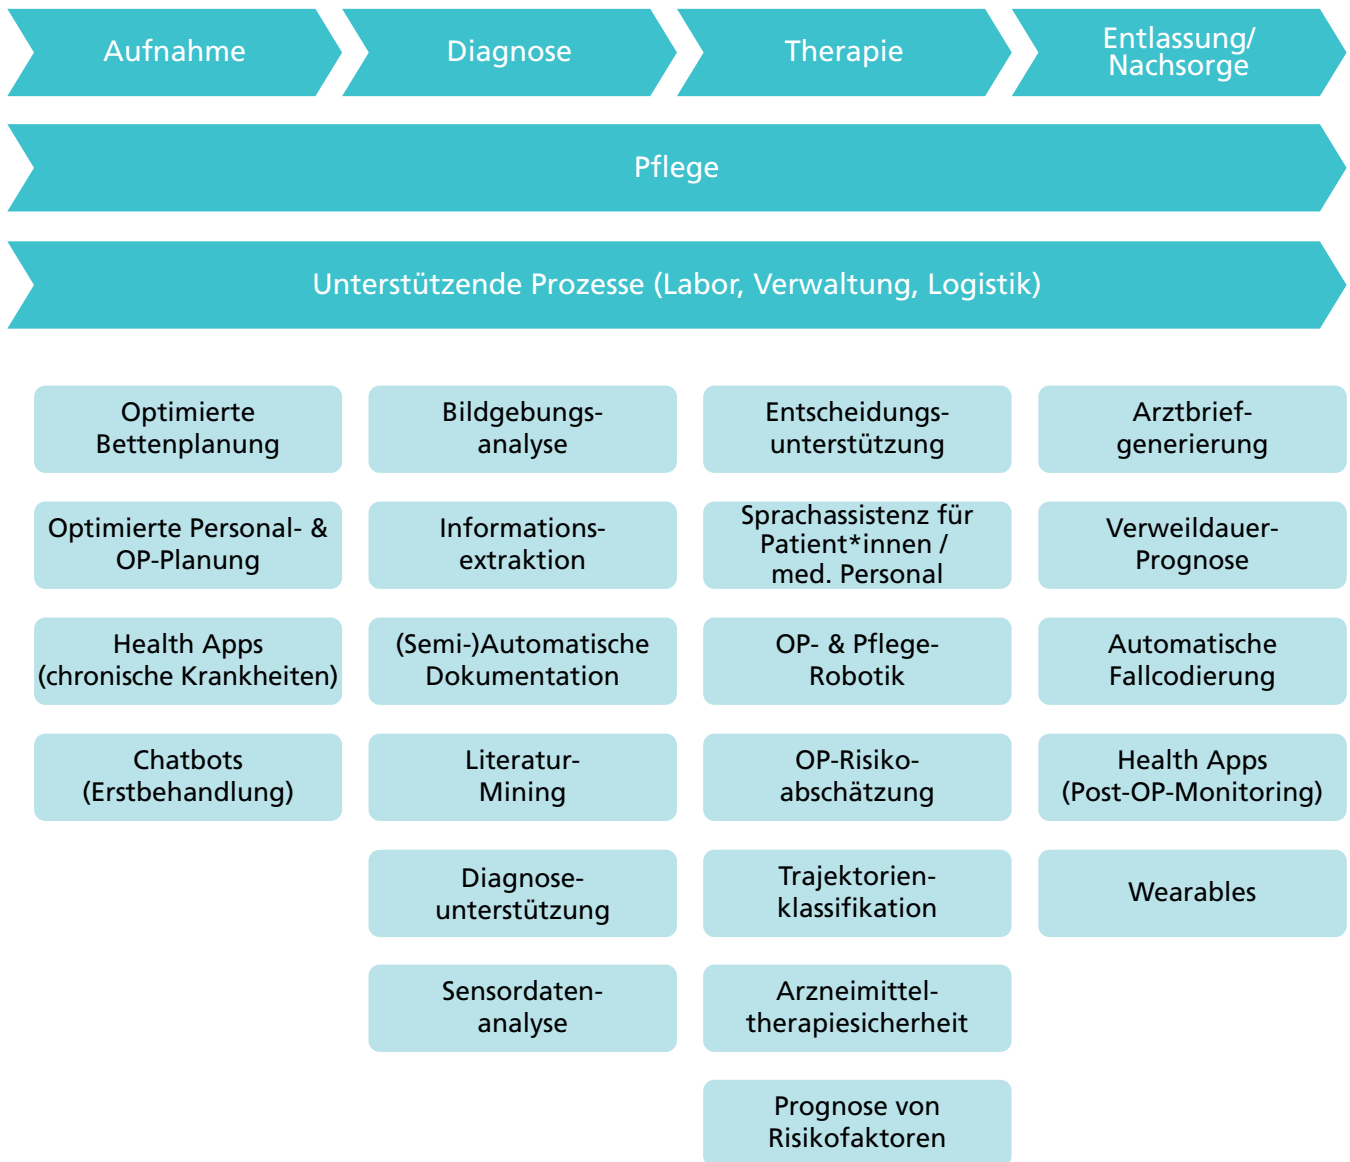 Aufnahme
Diagnose
Therapie
Entlassung/
Nachsorge
Pflege
Unterstützende Prozesse (Labor, Verwaltung, Logistik)
Optimierte
Bettenplanung
Optimierte Personal- &
OP-Planung
Health Apps
(chronische Krankheiten)
Chatbots
(Erstbehandlung)
Bildgebungs-
analyse
Informations-
extraktion
(Semi-)Automatische
Dokumentation
Literatur-
Mining
Diagnose-
unterstützung
Sensordaten-
analyse
Entscheidungs-
unterstützung
Sprachassistenz für
Patient*innen /
med. Personal
OP- & Pflege-
Robotik
OP-Risiko-
abschätzung
Trajektorien-
klassifikation
Arzneimittel-
therapiesicherheit
Prognose von
Risikofaktoren
Arztbrief-
generierung
Verweildauer-
Prognose
Automatische
Fallcodierung
Health Apps
(Post-OP-Monitoring)
Wearables